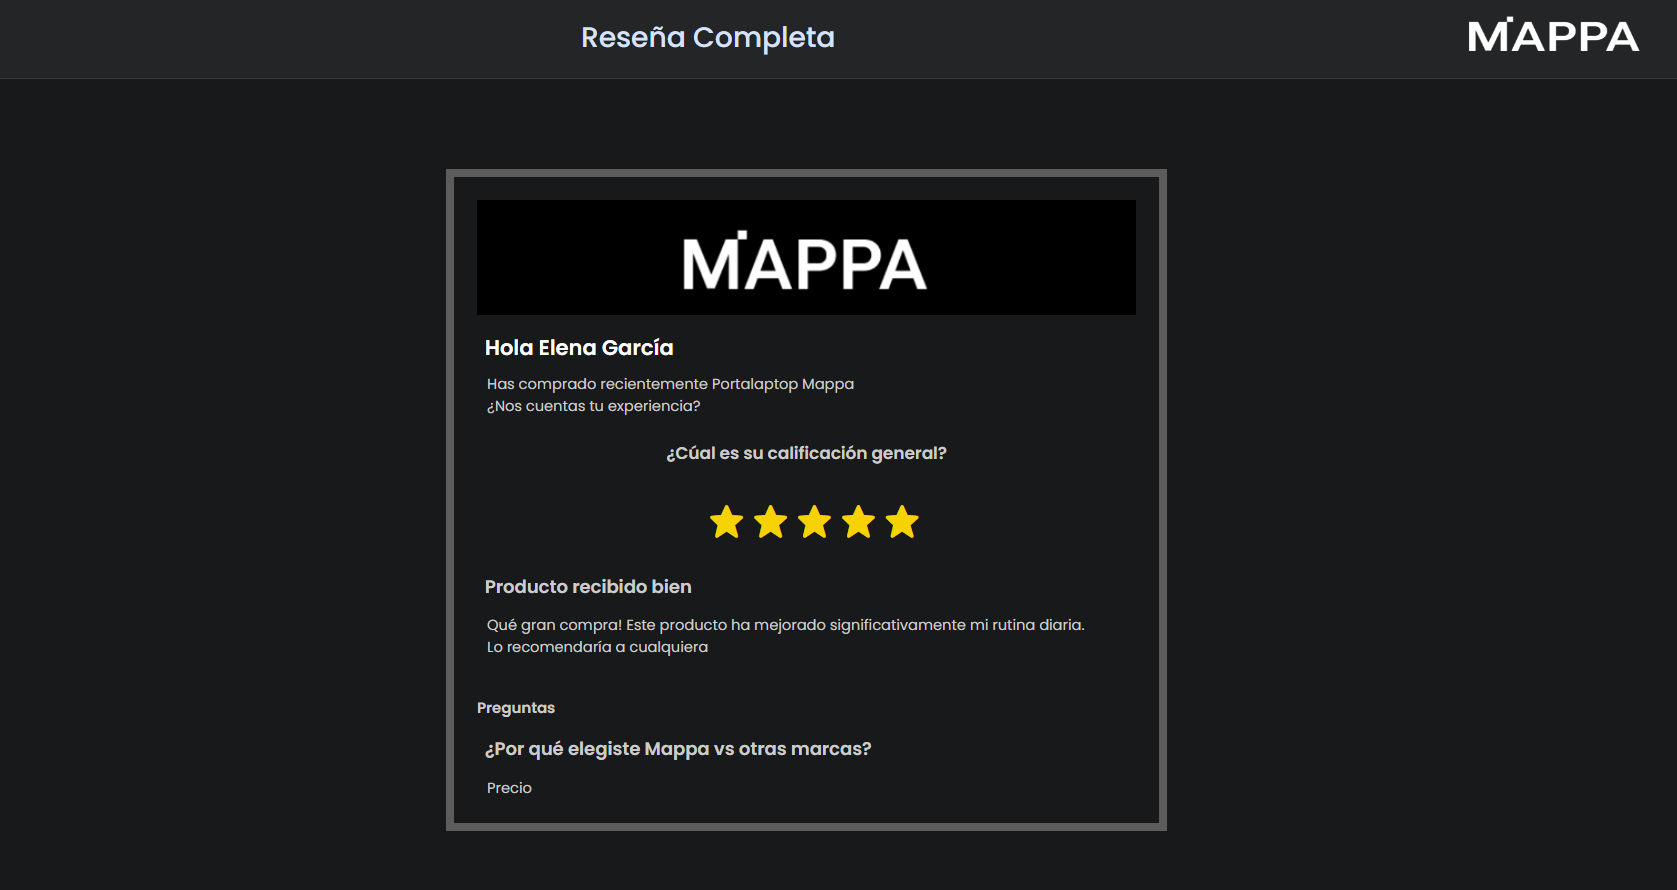 Reseña Completa
MAPPA
MAPPA
Hola Elena García
Has comprado recientemente Portalaptop Mappa
¿Nos cuentas tu experiencia?
¿Cúal es su calificación general?
Producto recibido bien
Qué gran compra! Este producto ha mejorado significativamente mi rutina diaria.
Lo recomendaría a cualquiera
Preguntas
¿Por qué elegiste Mappa vs otras marcas?
Precio